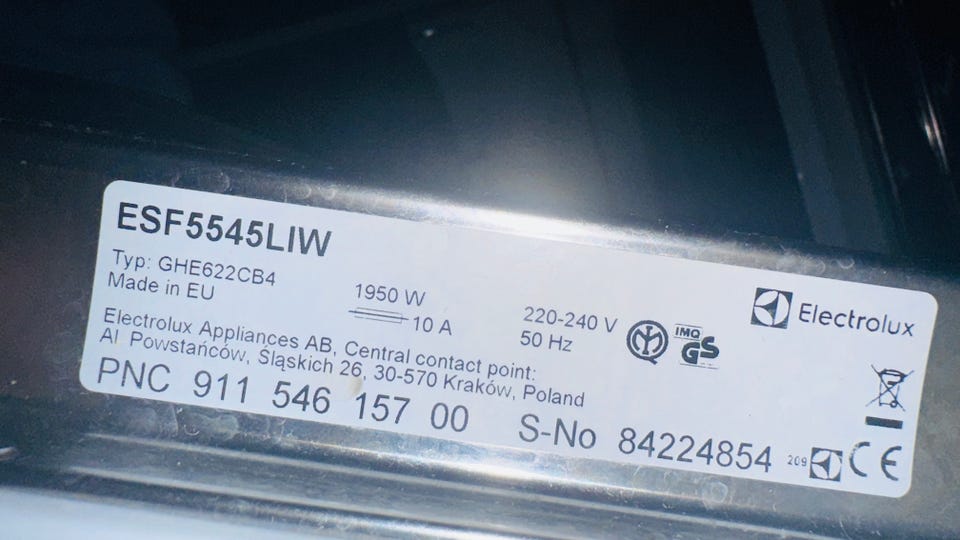 ESF5545LIW
Typ: GHE622CB4
Made in EU
1950 W
10 A
220-240 V
50 Hz
IMQ
GS
Electrolux
Electrolux Appliances AB, Central contact point:
Al Powstańców, Śląskich 26, 30-570 Kraków, Poland
PNC 911 546 157 00 S-No 84224854 209 CE